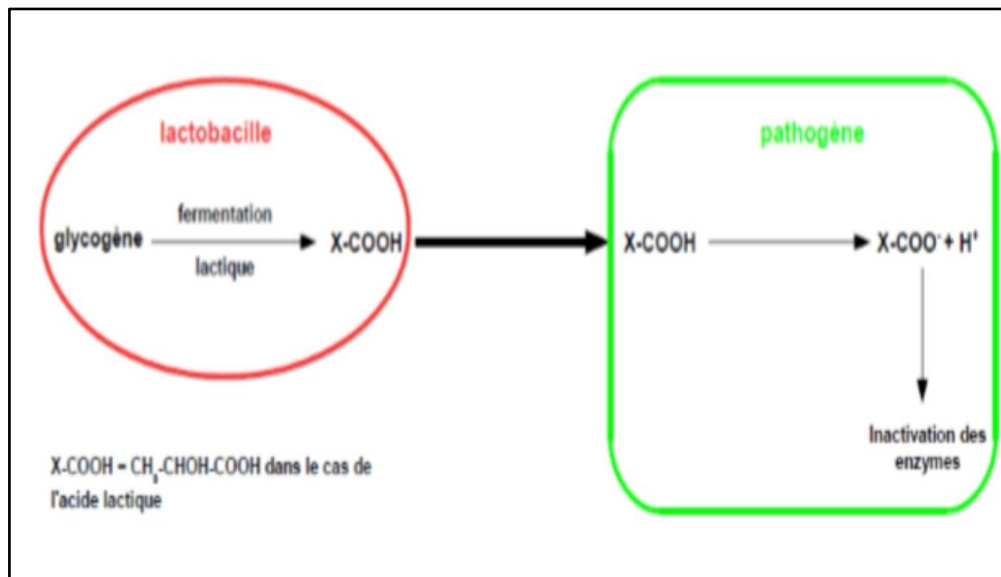 lactobacille
pathogène
fermentation
glycogène
X-COOH
lactique
X-COOH
X-COO⁻ + H⁺
Inactivation des
enzymes
X-COOH = CH₃-CHOH-COOH dans le cas de
l'acide lactique